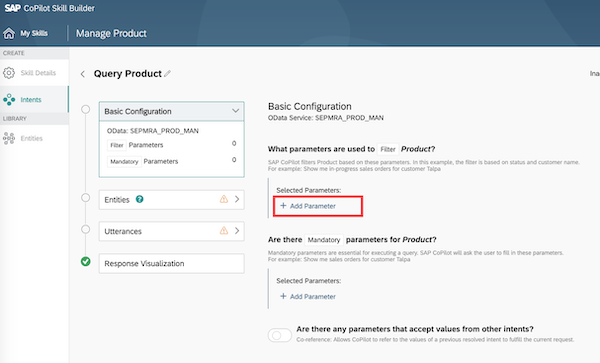 SAP CoPilot Skill Builder
My Skills
Manage Product
CREATE
Skill Details
Intents
LIBRARY
Entities
Query Product
Ina
Basic Configuration
OData: SEPMRA_PROD_MAN
Filter Parameters 0
Mandatory Parameters 0
Entities ?
Utterances
Response Visualization
Basic Configuration
OData Service: SEPMRA_PROD_MAN
What parameters are used to Filter Product?
SAP CoPilot filters Product based on these parameters. In this example, the filter is based on status and customer name.
For example: Show me in-progress sales orders for customer Talpa
Selected Parameters:
+ Add Parameter
Are there Mandatory parameters for Product?
Mandatory parameters are essential for executing a query. SAP CoPilot will ask the user to fill in these parameters.
For example: Show me sales orders for customer Talpa
Selected Parameters:
+ Add Parameter
Are there any parameters that accept values from other intents?
Co-reference: Allows CoPilot to refer to the values of a previous resolved intent to fulfill the current request.